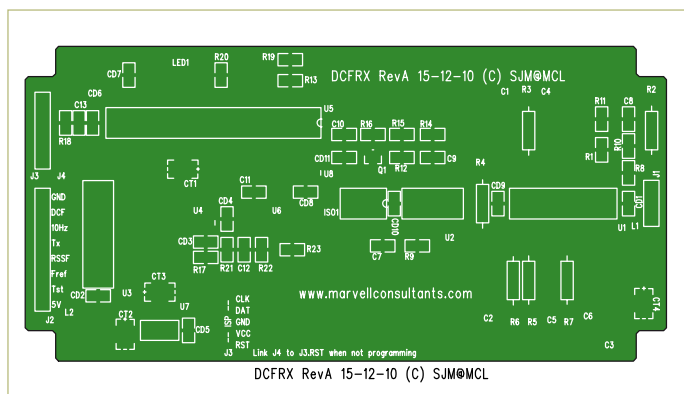 R20 R19
CD7 LED1 R13
DCFRX RevA 15-12-10 (C) SJM@MCL
CD6 C1 R3 C4 R2
C13 U5 R11 C8
R18 C10 R16 R15 R14
R10
CD11 Q1 R12 C9 R1
J3 J4 CT1 U8 R4 R8 J1
GND C11 CD8 CD9
DCF CD4 ISO1
10Hz U4 U6 CD10 U1 L1
Tx CD3 U2
RSSF R17 R21 C12 R22 R23 C7 R9
Fref CT3
Tst CD2 U3 www.marvellconsultants.com CT4
5V L2 U7 CLK
DAT
CT2 ISP GND C2 R6 R5 C5 R7 C6
J2 CD5 VCC
RST C3
J3 Link J4 to J3.RST when not programming
DCFRX RevA 15-12-10 (C) SJM@MCL